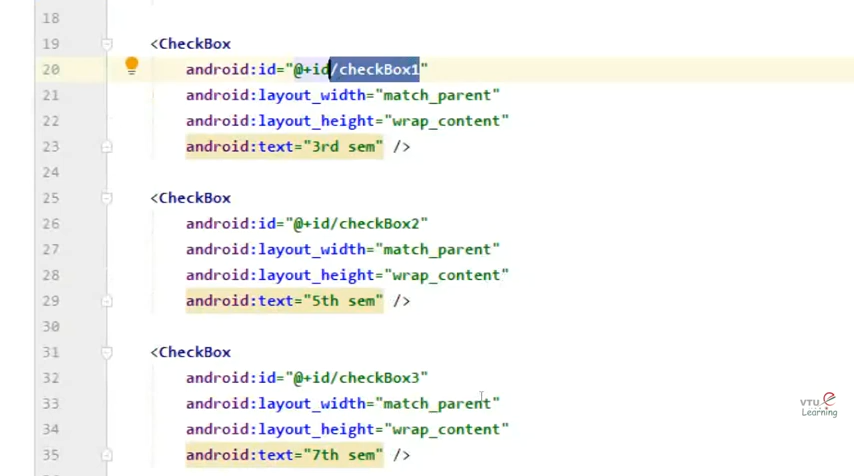 18
19 <CheckBox
20 android:id="@+id/checkBox1"
21 android:layout_width="match_parent"
22 android:layout_height="wrap_content"
23 android:text="3rd sem" />
24
25 <CheckBox
26 android:id="@+id/checkBox2"
27 android:layout_width="match_parent"
28 android:layout_height="wrap_content"
29 android:text="5th sem" />
30
31 <CheckBox
32 android:id="@+id/checkBox3"
33 android:layout_width="match_parent"
34 android:layout_height="wrap_content"
35 android:text="7th sem" />
VTU e
Learning